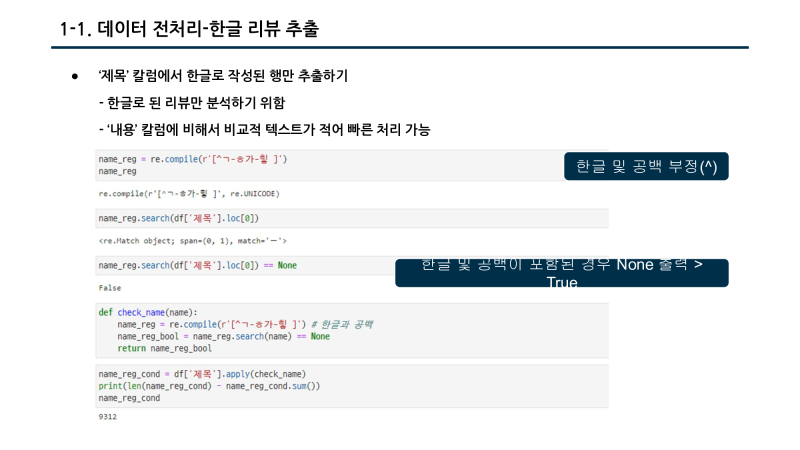 1-1. 데이터 전처리-한글 리뷰 추출
● ‘제목’ 칼럼에서 한글로 작성된 행만 추출하기
- 한글로 된 리뷰만 분석하기 위함
- ‘내용’ 칼럼에 비해서 비교적 텍스트가 적어 빠른 처리 가능
name_reg = re.compile(r'[^ㄱ-ㅎ가-힣 ]')
name_reg
한글 및 공백 부정(^)
re.compile(r'[^ㄱ-ㅎ가-힣 ]', re.UNICODE)
name_reg.search(df['제목'].loc[0])
<re.Match object; span=(0, 1), match='ㅡ'>
name_reg.search(df['제목'].loc[0]) == None
한글 및 공백이 포함된 경우 None 출력 >
True
False
def check_name(name):
name_reg = re.compile(r'[^ㄱ-ㅎ가-힣 ]') # 한글과 공백
name_reg_bool = name_reg.search(name) == None
return name_reg_bool
name_reg_cond = df['제목'].apply(check_name)
print(len(name_reg_cond) - name_reg_cond.sum())
name_reg_cond
9312